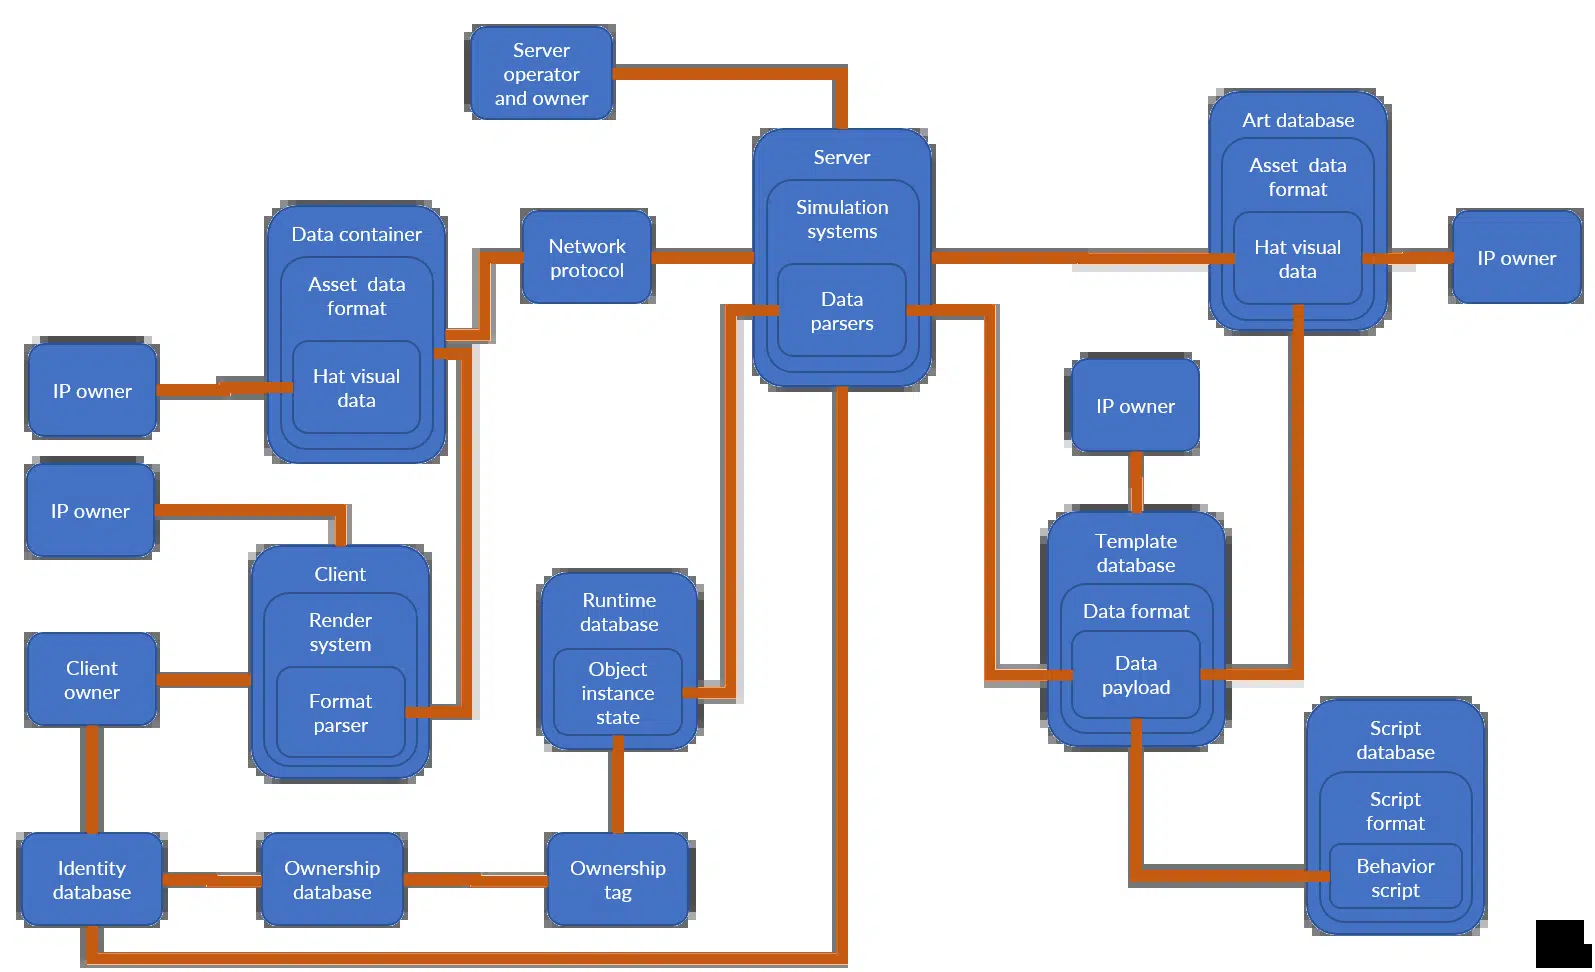 Server
operator
and owner
Art database
Asset data
format
Hat visual
data
Server
Simulation
systems
Data
parsers
Data container
Asset data
format
Hat visual
data
Network
protocol
IP owner
IP owner
IP owner
IP owner
Template
database
Data format
Data
payload
Client
Render
system
Format
parser
Runtime
database
Object
instance
state
Client
owner
Script
database
Script
format
Behavior
script
Identity
database
Ownership
database
Ownership
tag